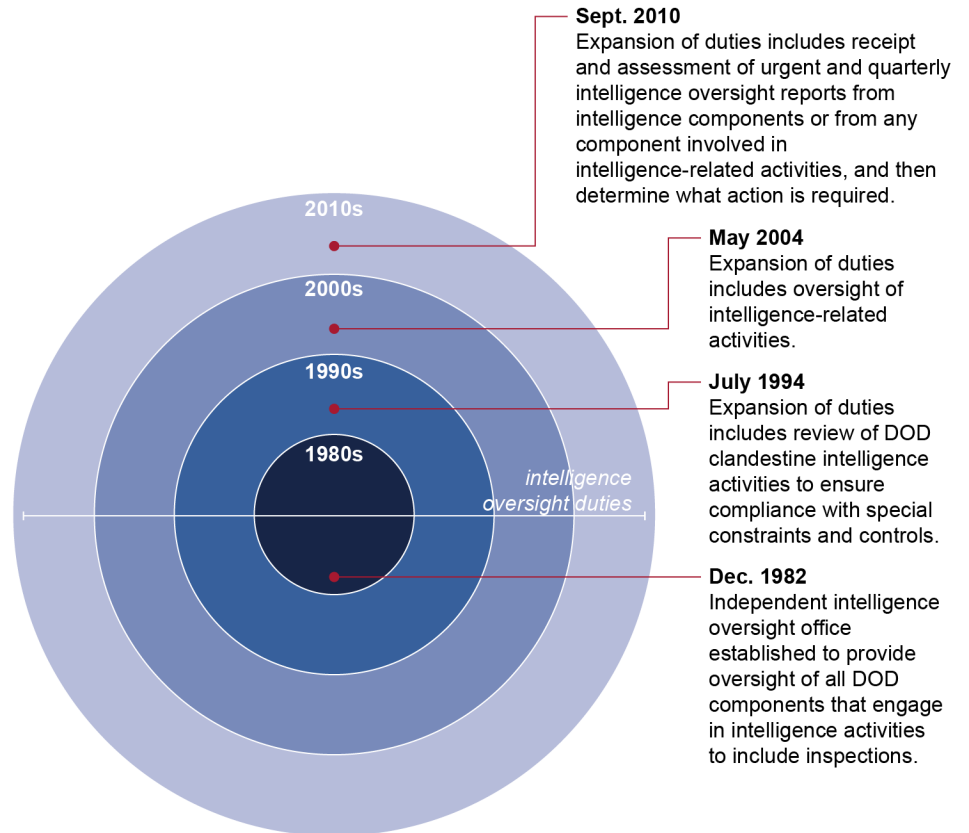 Sept. 2010
Expansion of duties includes receipt
and assessment of urgent and quarterly
intelligence oversight reports from
intelligence components or from any
component involved in
intelligence-related activities, and then
determine what action is required.
2010s
May 2004
Expansion of duties
includes oversight of
intelligence-related
activities.
2000s
1990s
July 1994
Expansion of duties
includes review of DOD
clandestine intelligence
activities to ensure
compliance with special
constraints and controls.
1980s
intelligence
oversight duties
Dec. 1982
Independent intelligence
oversight office
established to provide
oversight of all DOD
components that engage
in intelligence activities
to include inspections.